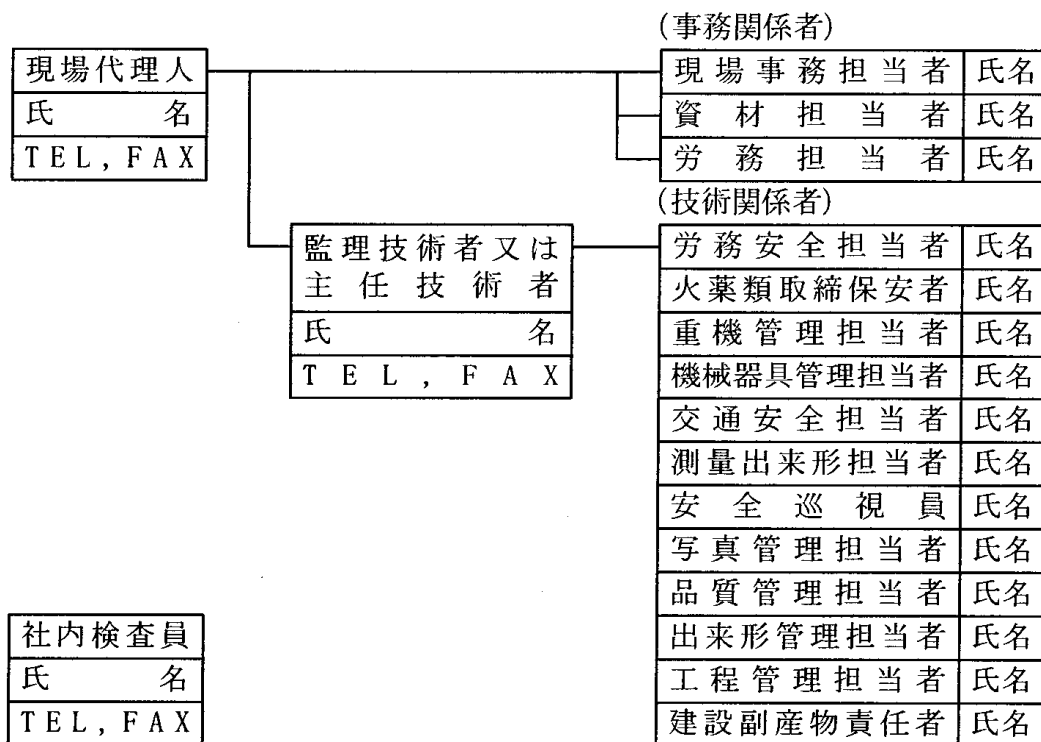 (事務関係者)
現場代理人
氏名
TEL,FAX
現場事務担当者 氏名
資材担当者 氏名
労務担当者 氏名
(技術関係者)
監理技術者又は
主任技術者
氏名
TEL,FAX
労務安全担当者 氏名
火薬類取締保安者 氏名
重機管理担当者 氏名
機械器具管理担当者 氏名
交通安全担当者 氏名
測量出来形担当者 氏名
安全巡視員 氏名
写真管理担当者 氏名
品質管理担当者 氏名
出来形管理担当者 氏名
工程管理担当者 氏名
建設副産物責任者 氏名
社内検査員
氏名
TEL,FAX